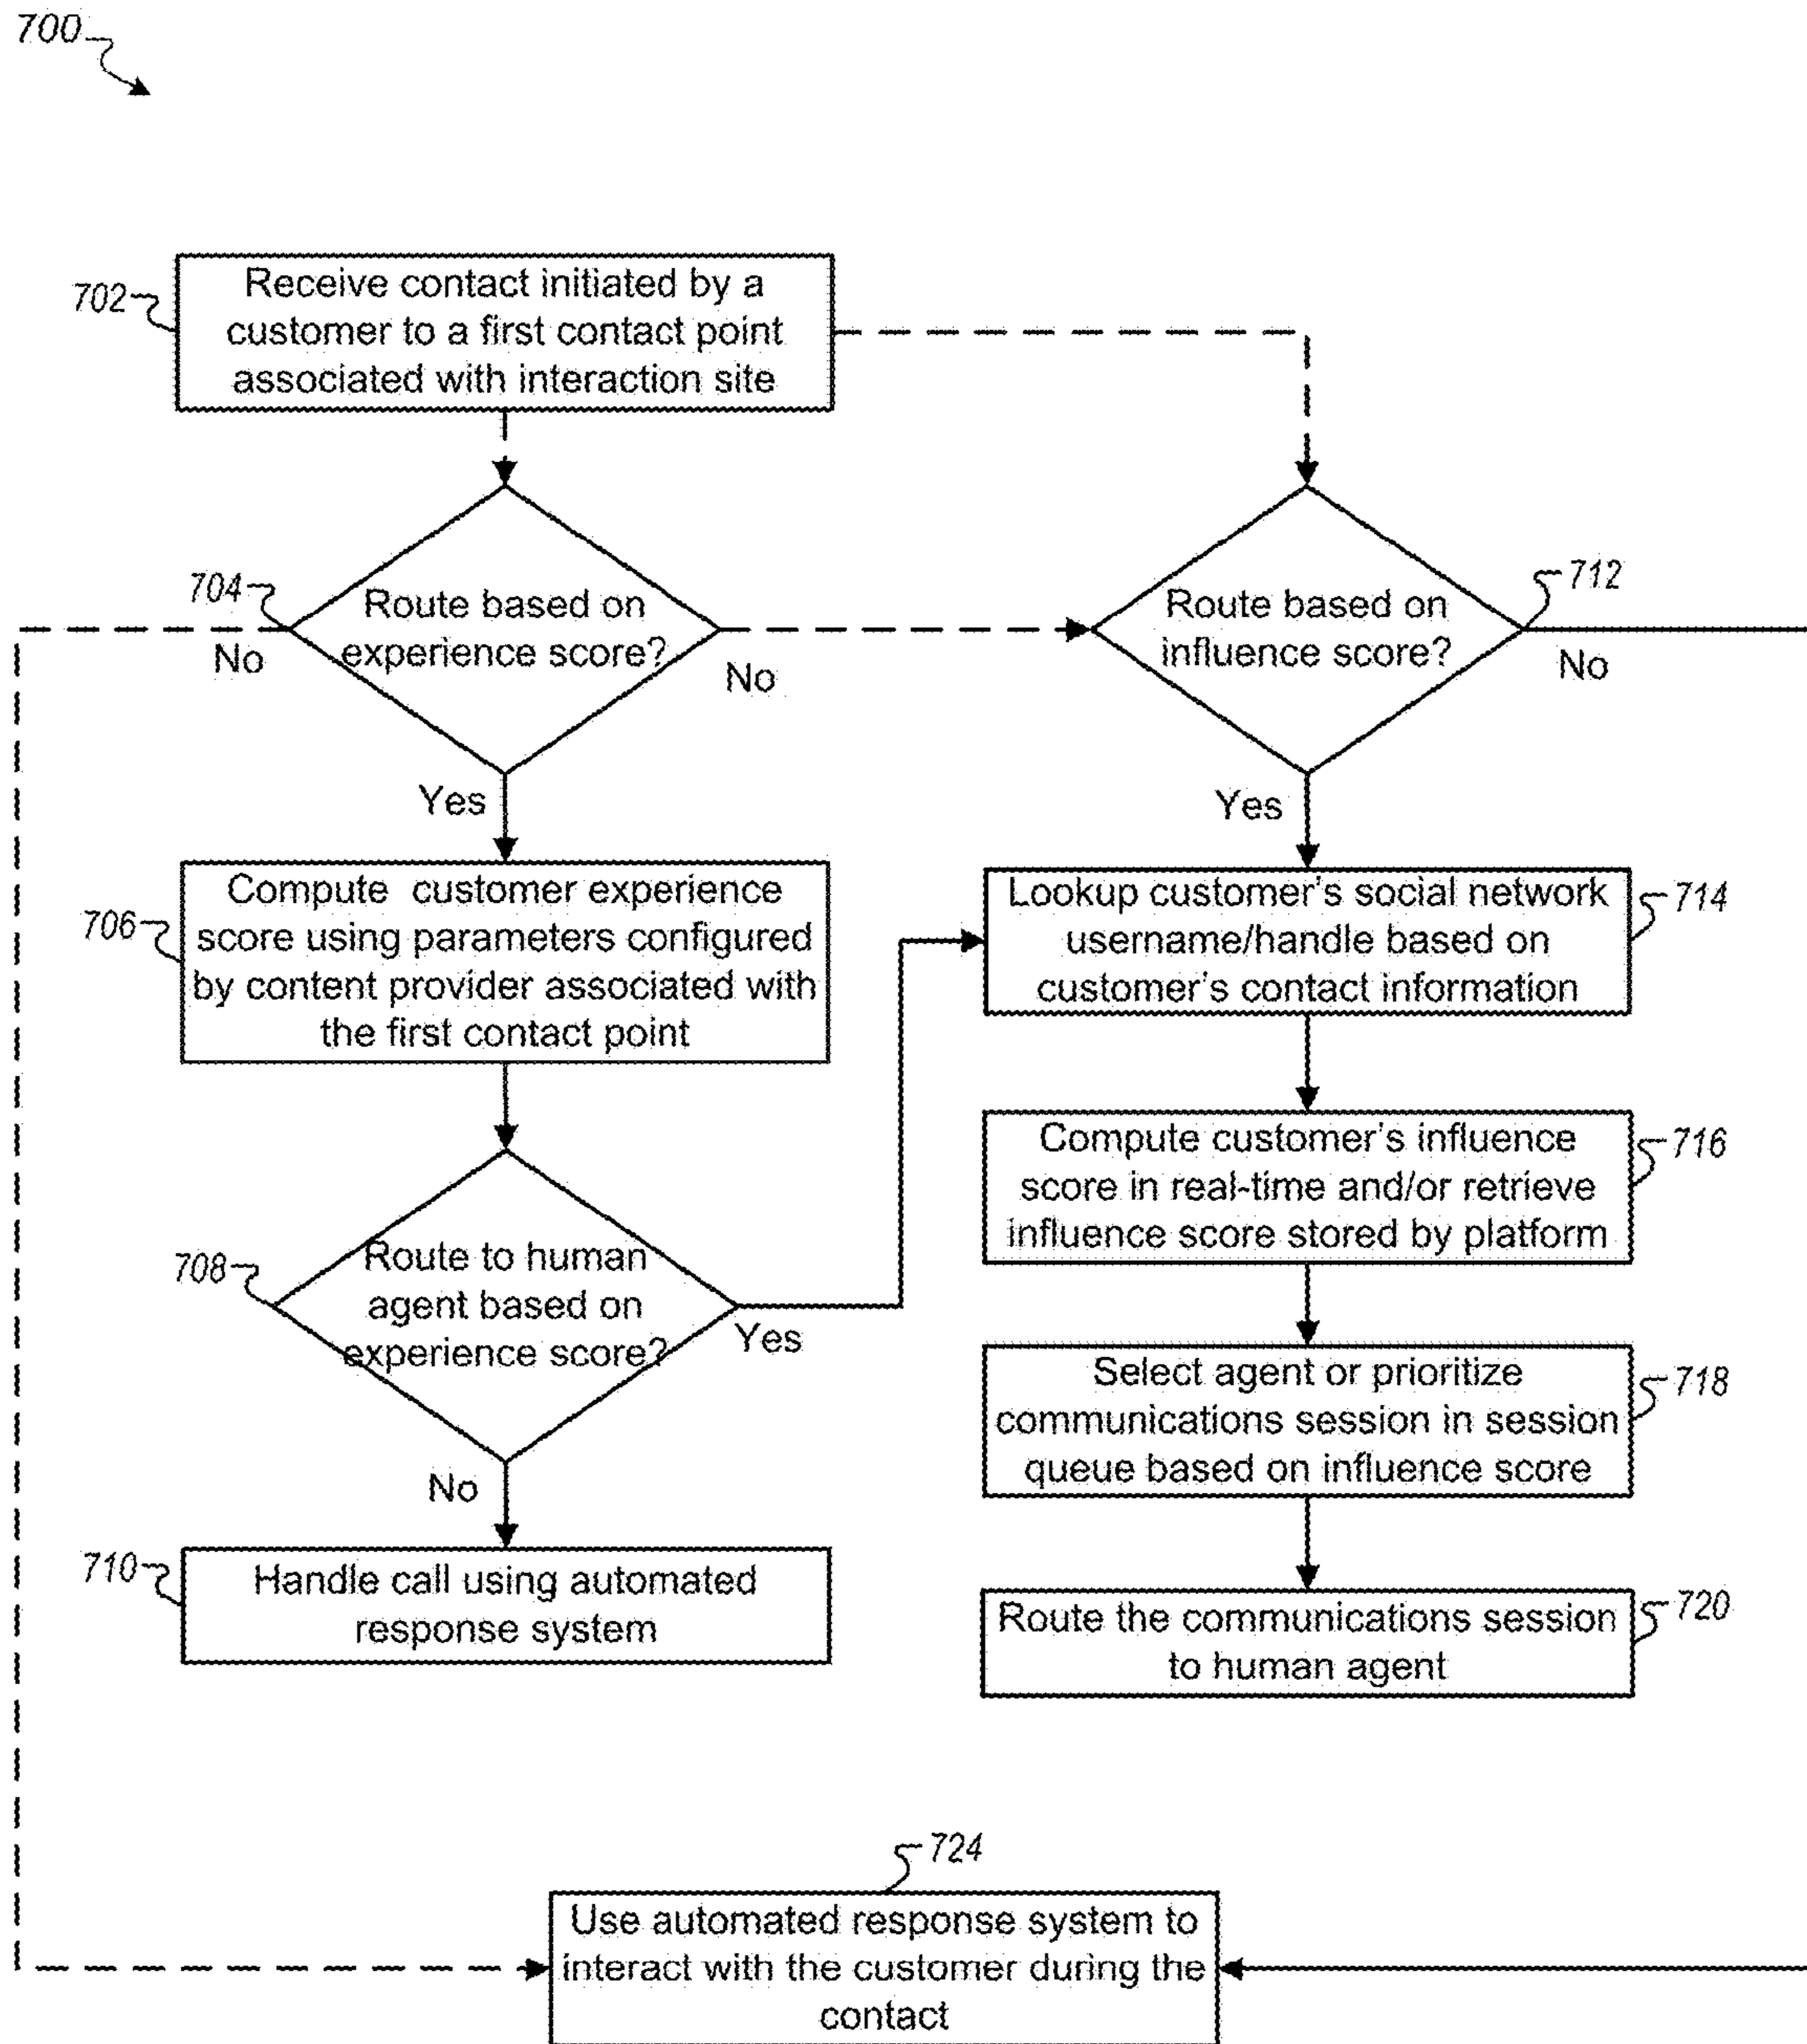 700
702
Receive contact initiated by a
customer to a first contact point
associated with interaction site
704
Route based on
experience score?
No
No
Yes
712
Route based on
influence score?
No
Yes
706
Compute customer experience
score using parameters configured
by content provider associated with
the first contact point
714
Lookup customer's social network
username/handle based on
customer's contact information
716
Compute customer's influence
score in real-time and/or retrieve
influence score stored by platform
708
Route to human
agent based on
experience score?
Yes
No
718
Select agent or prioritize
communications session in session
queue based on influence score
710
Handle call using automated
response system
720
Route the communications session
to human agent
724
Use automated response system to
interact with the customer during the
contact